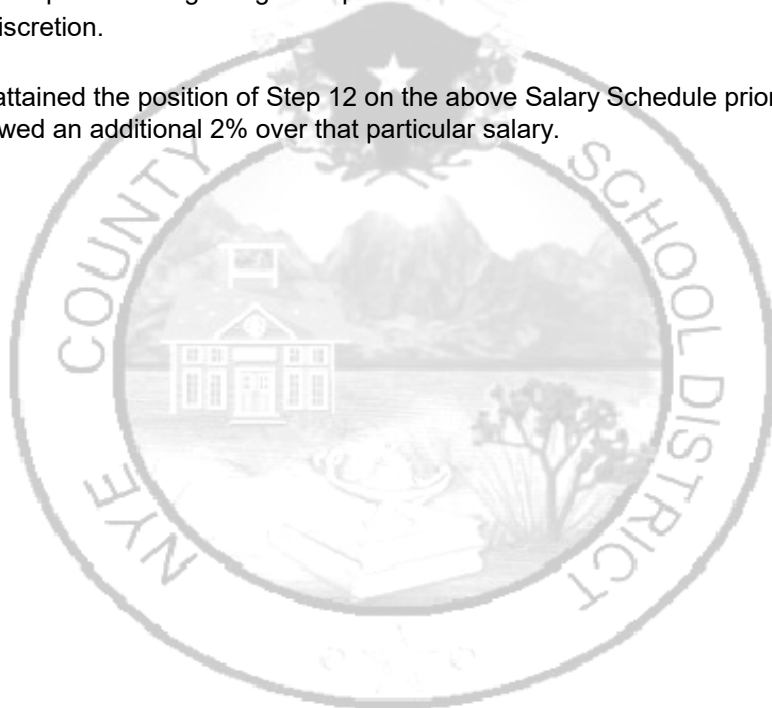 iscretion.
attained the position of Step 12 on the above Salary Schedule prior
wed an additional 2% over that particular salary.
NYE COUNTY SCHOOL DISTRICT